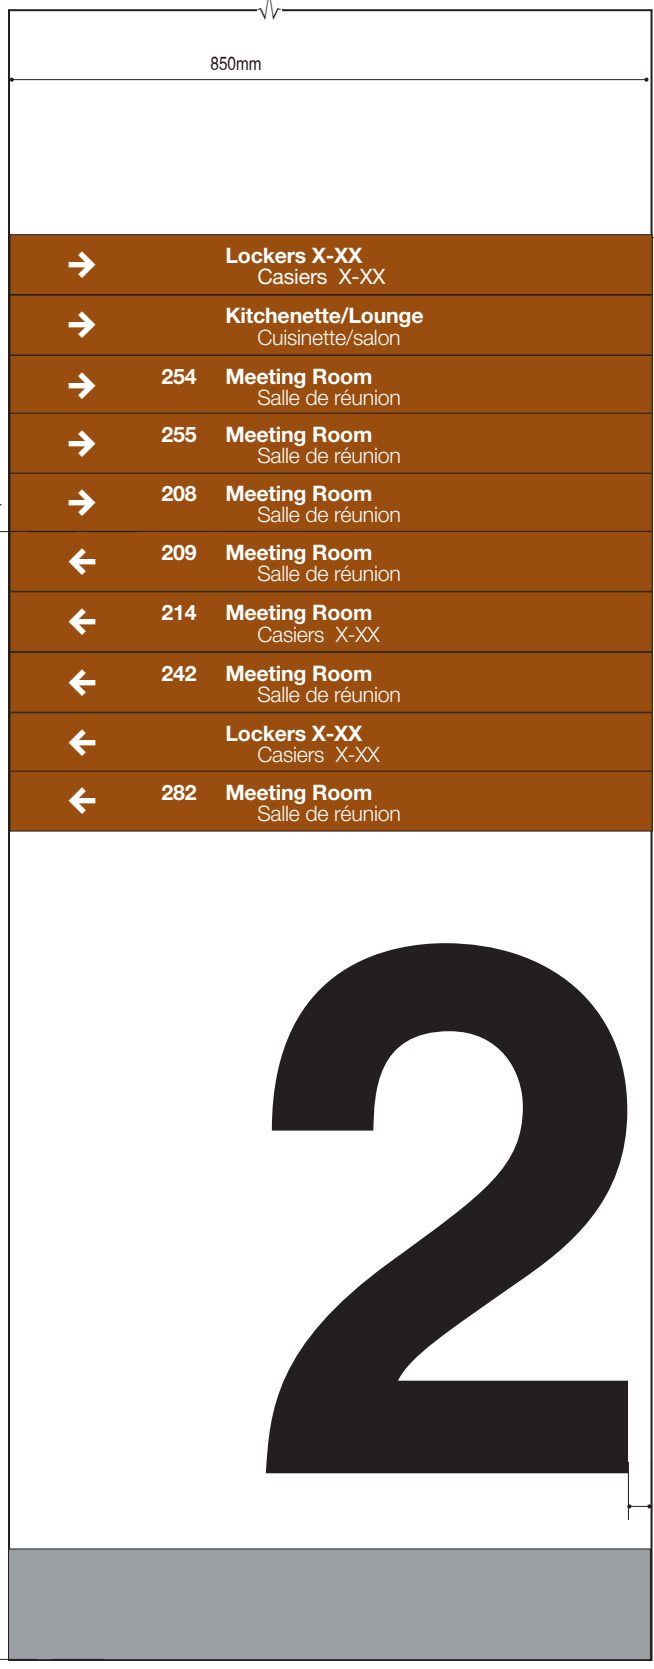 850mm
→ Lockers X-XX
Casiers X-XX
→ Kitchenette/Lounge
Cuisinette/salon
→ 254 Meeting Room
Salle de réunion
→ 255 Meeting Room
Salle de réunion
→ 208 Meeting Room
Salle de réunion
← 209 Meeting Room
Salle de réunion
← 214 Meeting Room
Casiers X-XX
← 242 Meeting Room
Salle de réunion
← Lockers X-XX
Casiers X-XX
← 282 Meeting Room
Salle de réunion
2